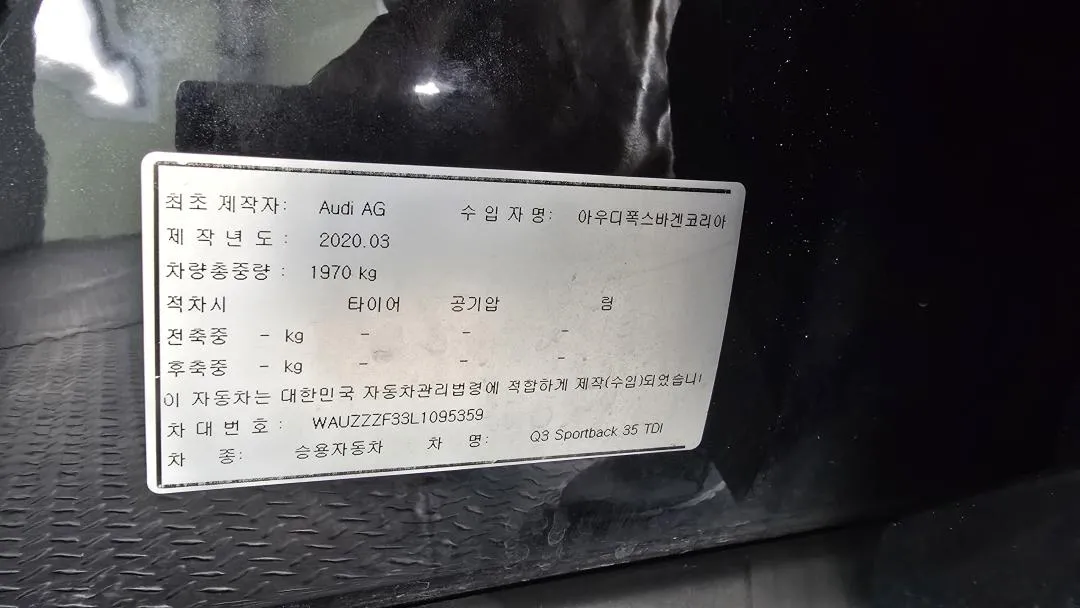 최초 제작자: Audi AG 수 입 자 명: 아우디폭스바겐코리아
제 작 년 도 : 2020.03
차량총중량 : 1970 kg
적차시 타이어 공기압 림
전축중 - kg - - -
후축중 - kg - - -
이 자동차는 대한민국 자동차관리법령에 적합하게 제작(수입)되었습니
차 대 번 호 : WAUZZZF33L1095359
차 종: 승용자동차 차 명: Q3 Sportback 35 TDI